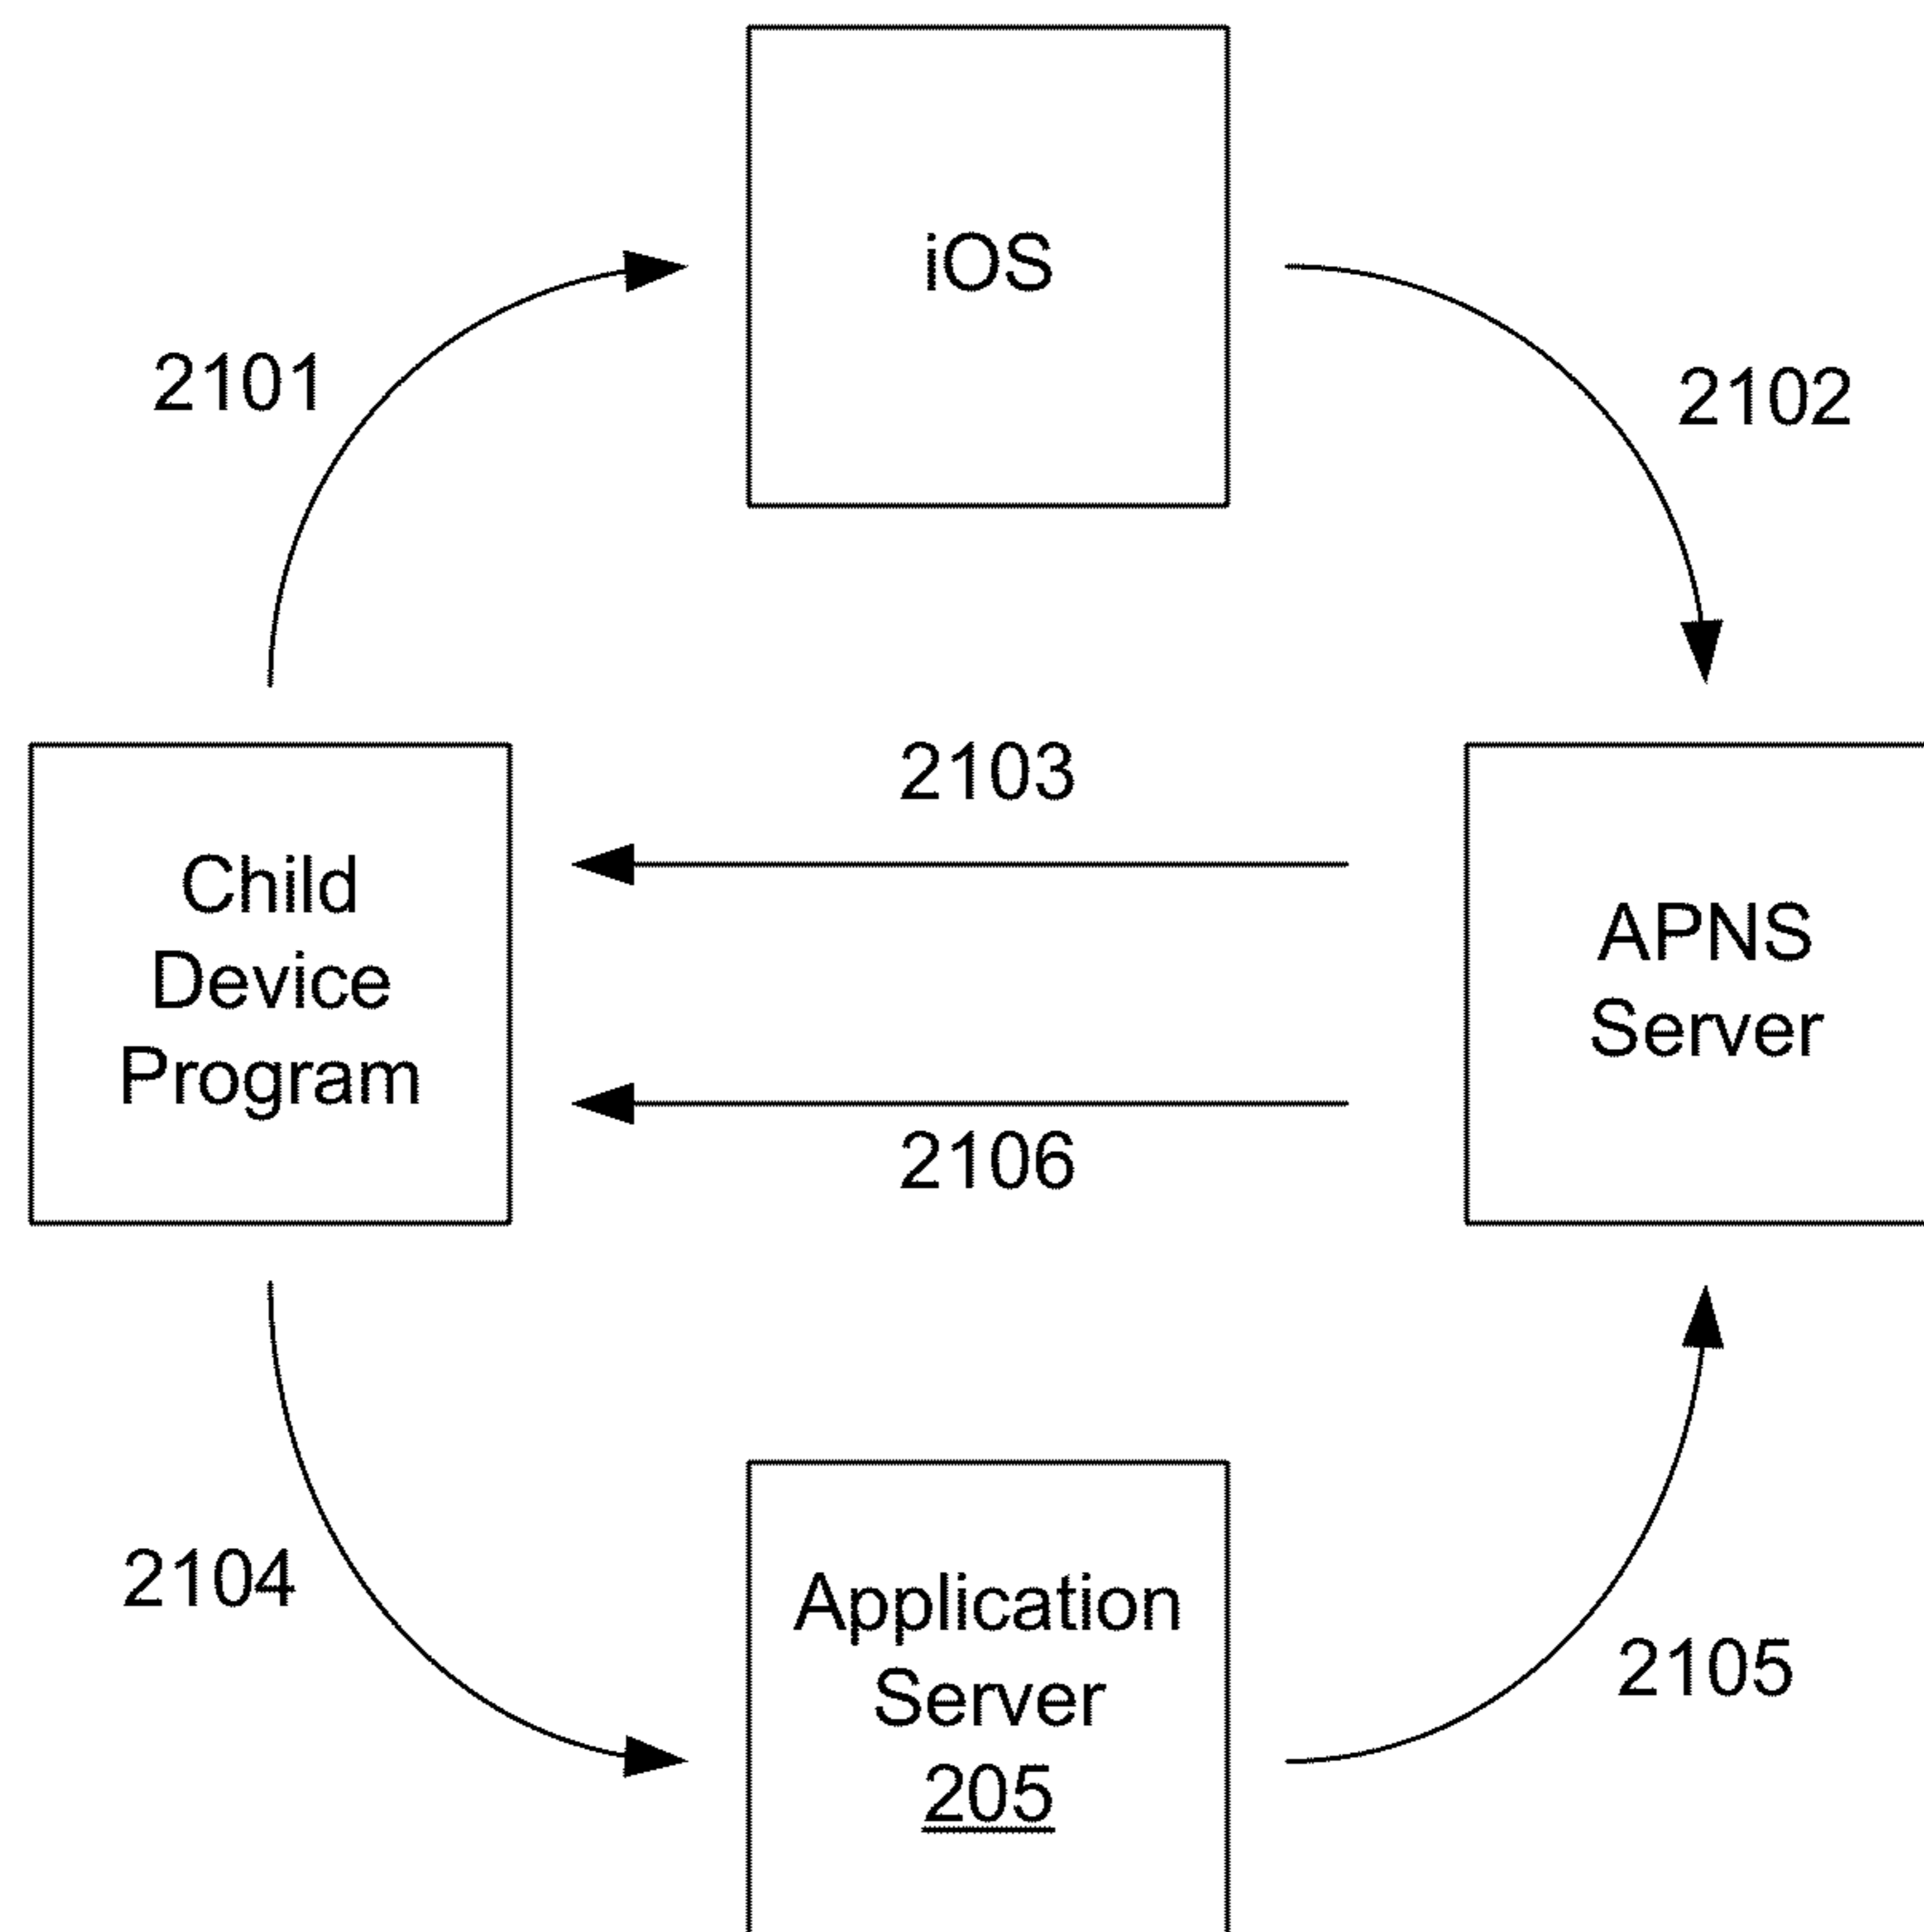 iOS
2101
2102
2103
Child
Device
Program
APNS
Server
2106
2104
Application
Server
205
2105